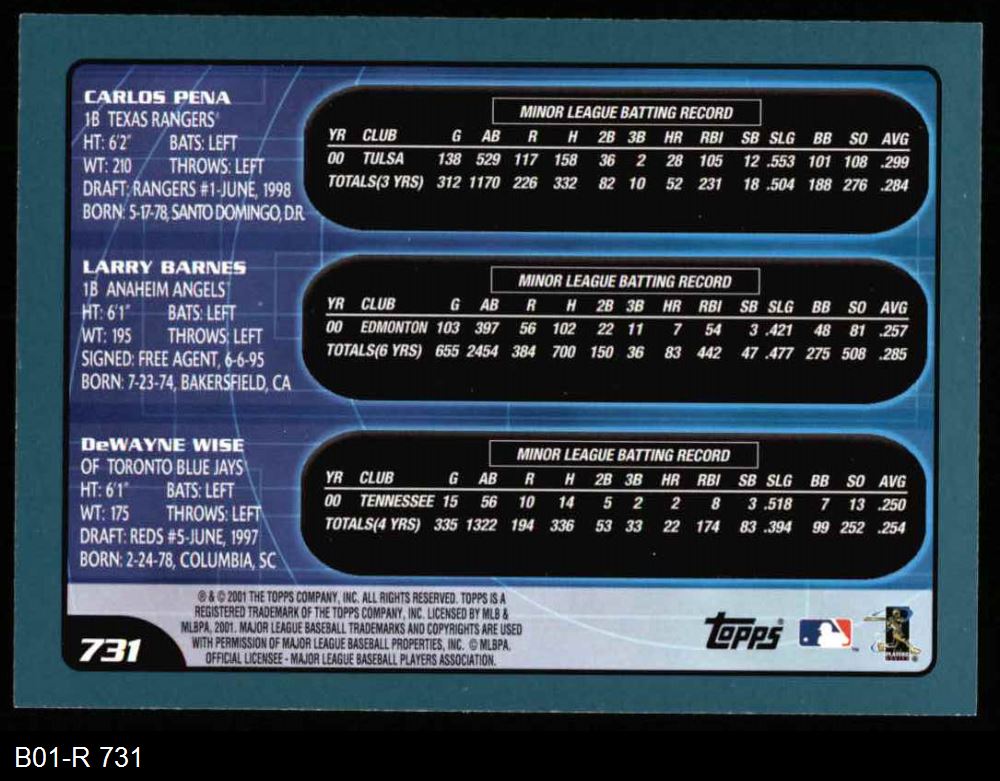 CARLOS PENA
1B TEXAS RANGERS
HT: 6'2" BATS: LEFT
WT: 210 THROWS: LEFT
DRAFT: RANGERS #1-JUNE, 1998
BORN: 5-17-78, SANTO DOMINGO, D.R.
MINOR LEAGUE BATTING RECORD
YR CLUB G AB R H 2B 3B HR RBI SB SLG BB SO AVG
00 TULSA 138 529 117 158 36 2 28 105 12 .553 101 108 .299
TOTALS(3 YRS) 312 1170 226 332 82 10 52 231 18 .504 188 276 .284
LARRY BARNES
1B ANAHEIM ANGELS
HT: 6'1" BATS: LEFT
WT: 195 THROWS: LEFT
SIGNED: FREE AGENT, 6-6-95
BORN: 7-23-74, BAKERSFIELD, CA
MINOR LEAGUE BATTING RECORD
YR CLUB G AB R H 2B 3B HR RBI SB SLG BB SO AVG
00 EDMONTON 103 397 56 102 22 11 7 54 3 .421 48 81 .257
TOTALS(6 YRS) 655 2454 384 700 150 36 83 442 47 .477 275 508 .285
DeWAYNE WISE
OF TORONTO BLUE JAYS
HT: 6'1" BATS: LEFT
WT: 175 THROWS: LEFT
DRAFT: REDS #5-JUNE, 1997
BORN: 2-24-78, COLUMBIA, SC
MINOR LEAGUE BATTING RECORD
YR CLUB G AB R H 2B 3B HR RBI SB SLG BB SO AVG
00 TENNESSEE 15 56 10 14 5 2 2 8 3 .518 7 13 .250
TOTALS(4 YRS) 335 1322 194 336 53 33 22 174 83 .394 99 252 .254
® & © 2001 THE TOPPS COMPANY, INC. ALL RIGHTS RESERVED. TOPPS IS A
REGISTERED TRADEMARK OF THE TOPPS COMPANY, INC. LICENSED BY MLB &
MLBPA, 2001. MAJOR LEAGUE BASEBALL TRADEMARKS AND COPYRIGHTS ARE USED
WITH PERMISSION OF MAJOR LEAGUE BASEBALL PROPERTIES, INC. © MLBPA.
OFFICIAL LICENSEE - MAJOR LEAGUE BASEBALL PLAYERS ASSOCIATION.
731
Topps
B01-R 731